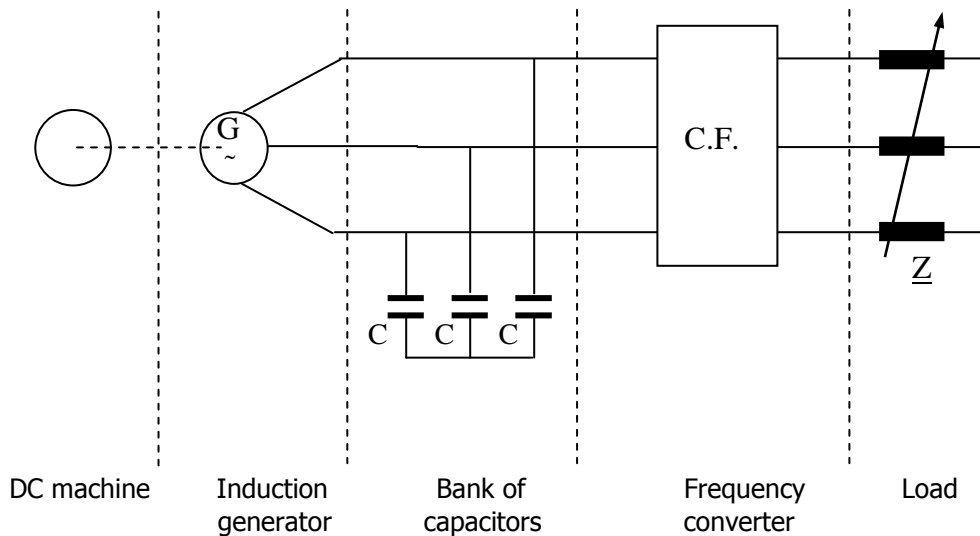 G
~
C.F.
Z
C
C
C
DC machine
Induction
generator
Bank of
capacitors
Frequency
converter
Load